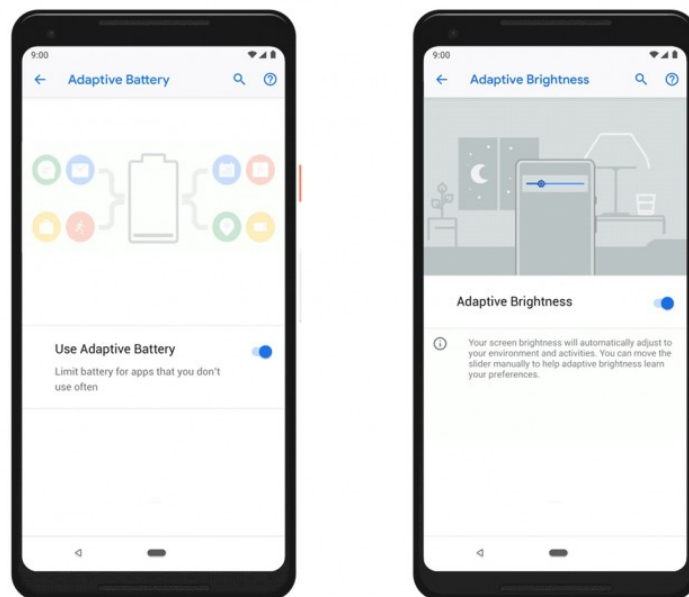 9:00
Adaptive Battery
Use Adaptive Battery
Limit battery for apps that you don't
use often
9:00
Adaptive Brightness
Adaptive Brightness
Your screen brightness will automatically adjust to
your environment and activities. You can move the
slider manually to help adaptive brightness learn
your preferences.